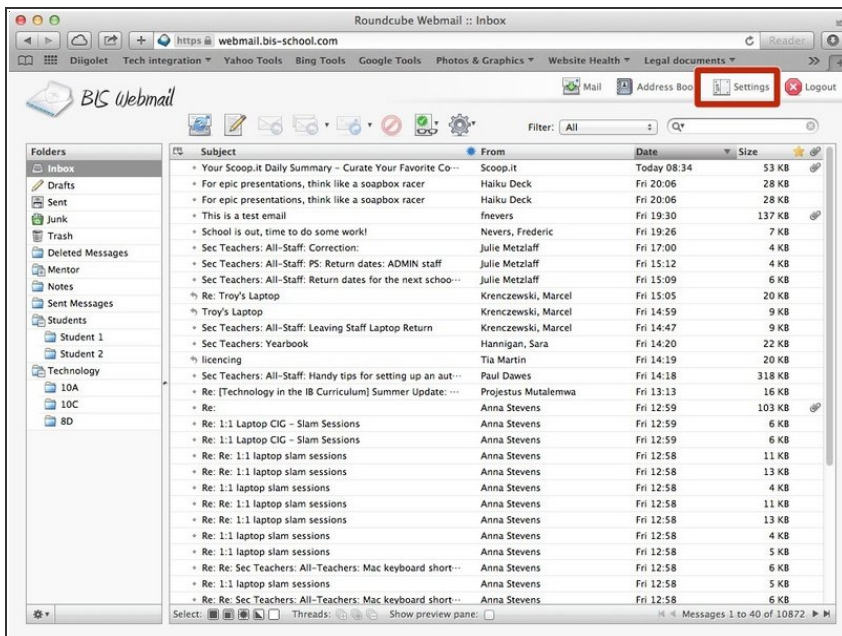 Roundcube Webmail :: Inbox
https webmail.bis-school.com Reader
Diigolet Tech integration Yahoo Tools Bing Tools Google Tools Photos & Graphics Website Health Legal documents
BIS Webmail
Mail Address Boo Settings Logout
Filter: All
Folders Subject From Date Size
Inbox Your Scoop.it Daily Summary – Curate Your Favorite Co··· Scoop.it Today 08:34 53 KB
Drafts For epic presentations, think like a soapbox racer Haiku Deck Fri 20:06 28 KB
Sent For epic presentations, think like a soapbox racer Haiku Deck Fri 20:06 28 KB
Junk This is a test email fnevers Fri 19:30 137 KB
Trash School is out, time to do some work! Nevers, Frederic Fri 19:26 7 KB
Deleted Messages Sec Teachers: All-Staff: Correction: Julie Metzlaff Fri 17:00 4 KB
Mentor Sec Teachers: All-Staff: PS: Return dates: ADMIN staff Julie Metzlaff Fri 15:12 4 KB
Notes Sec Teachers: All-Staff: Return dates for the next schoo··· Julie Metzlaff Fri 15:09 6 KB
Sent Messages Re: Troy's Laptop Krenczewski, Marcel Fri 15:05 20 KB
Students Troy's Laptop Krenczewski, Marcel Fri 14:59 9 KB
Student 1 Sec Teachers: All-Staff: Leaving Staff Laptop Return Krenczewski, Marcel Fri 14:47 9 KB
Student 2 Sec Teachers: Yearbook Hannigan, Sara Fri 14:20 22 KB
Technology licencing Tia Martin Fri 14:19 20 KB
10A Sec Teachers: All-Staff: Handy tips for setting up an aut··· Paul Dawes Fri 14:18 318 KB
10C Re: [Technology in the IB Curriculum] Summer Update: ··· Projestus Mutalemwa Fri 13:13 16 KB
8D Re: Anna Stevens Fri 12:59 103 KB
Re: 1:1 Laptop CIG – Slam Sessions Anna Stevens Fri 12:59 6 KB
Re: 1:1 Laptop CIG – Slam Sessions Anna Stevens Fri 12:59 6 KB
Re: Re: 1:1 laptop slam sessions Anna Stevens Fri 12:58 11 KB
Re: Re: 1:1 laptop slam sessions Anna Stevens Fri 12:58 13 KB
Re: 1:1 laptop slam sessions Anna Stevens Fri 12:58 4 KB
Re: Re: 1:1 laptop slam sessions Anna Stevens Fri 12:58 11 KB
Re: Re: 1:1 laptop slam sessions Anna Stevens Fri 12:58 13 KB
Re: 1:1 laptop slam sessions Anna Stevens Fri 12:58 4 KB
Re: 1:1 laptop slam sessions Anna Stevens Fri 12:58 5 KB
Re: Re: Sec Teachers: All-Teachers: Mac keyboard short··· Anna Stevens Fri 12:58 6 KB
Re: 1:1 laptop slam sessions Anna Stevens Fri 12:58 5 KB
Re: Re: Sec Teachers: All-Teachers: Mac keyboard short··· Anna Stevens Fri 12:58 6 KB
Select: Threads: Show preview pane: Messages 1 to 40 of 10872